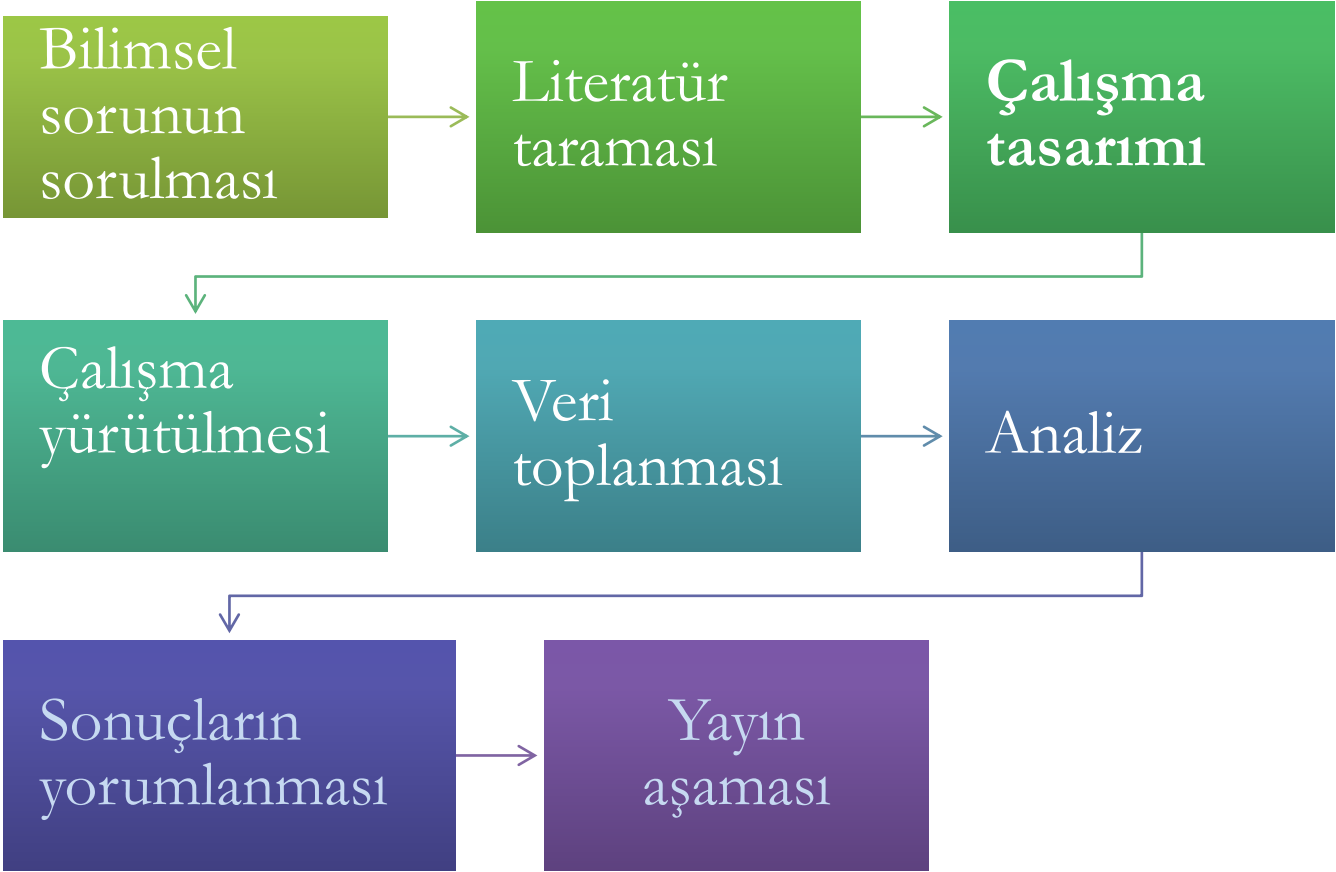 Bilimsel
sorunun
sorulması
Literatür
taraması
Çalışma
tasarımı
Çalışma
yürütülmesi
Veri
toplanması
Analiz
Sonuçların
yorumlanması
Yayın
aşaması